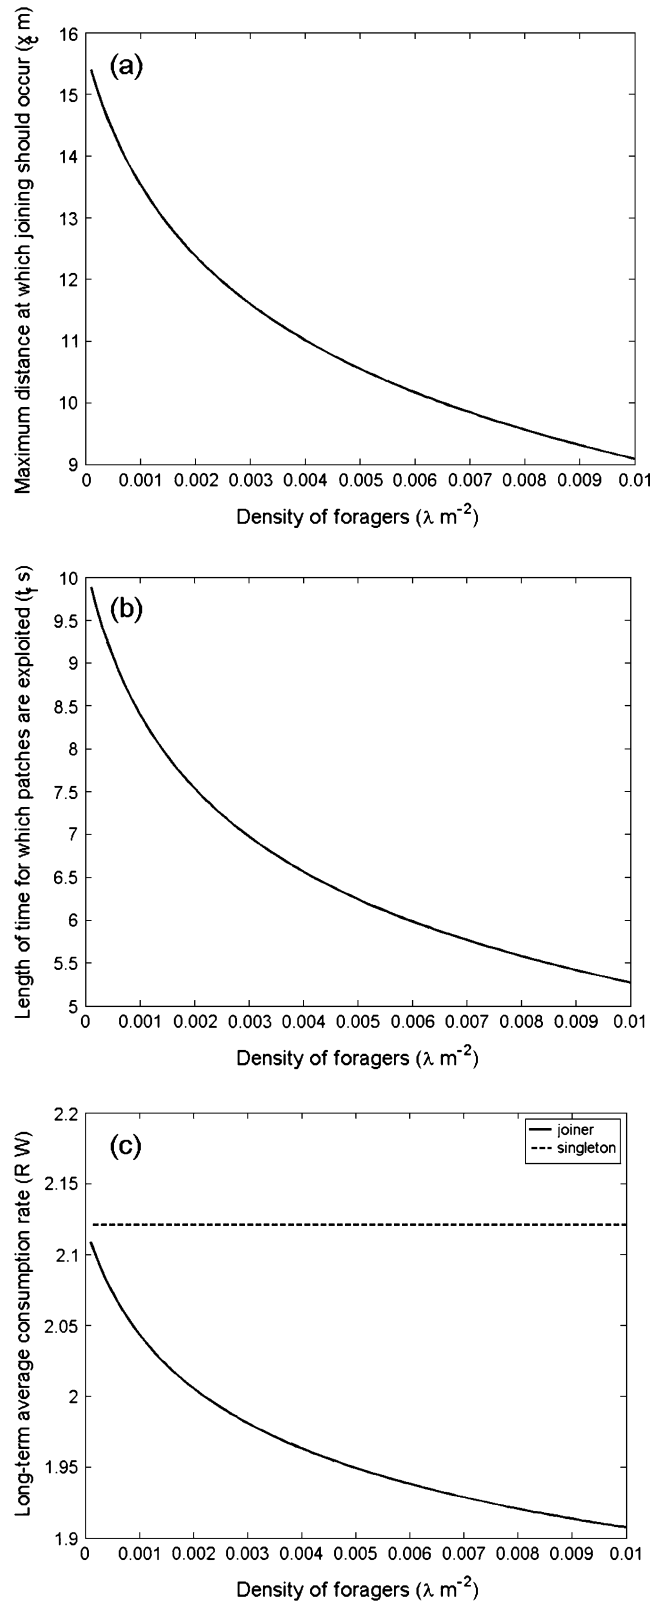 Maximum distance at which joining should occur (xc m)
16
15
14
13
12
11
10
9
(a)
0 0.001 0.002 0.003 0.004 0.005 0.006 0.007 0.008 0.009 0.01
Density of foragers (λ m-2)
Length of time for which patches are exploited (t, s)
10
9.5
9
8.5
8
7.5
7
6.5
6
5.5
5
(b)
0 0.001 0.002 0.003 0.004 0.005 0.006 0.007 0.008 0.009 0.01
Density of foragers (λ m-2)
Long-term average consumption rate (R W)
2.2
2.15
2.1
2.05
2
1.95
1.9
(c)
joiner
singleton
0 0.001 0.002 0.003 0.004 0.005 0.006 0.007 0.008 0.009 0.01
Density of foragers (λ m-2)